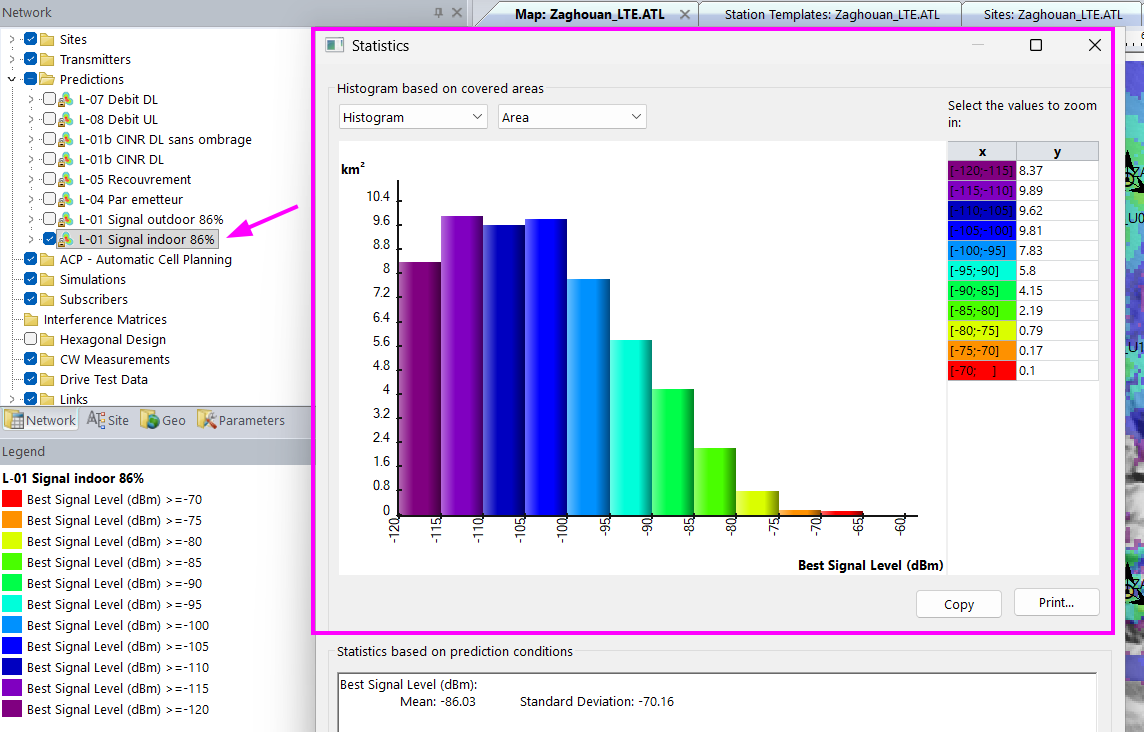 Network
Map: Zaghouan_LTE.ATL
Station Templates: Zaghouan_LTE.ATL
Sites: Zaghouan_LTE.ATL
Sites
Transmitters
Predictions
L-07 Debit DL
L-08 Debit UL
L-01b CINR DL sans ombrage
L-01b CINR DL
L-05 Recouvrement
L-04 Par emetteur
L-01 Signal outdoor 86%
L-01 Signal indoor 86%
ACP - Automatic Cell Planning
Simulations
Subscribers
Interference Matrices
Hexagonal Design
CW Measurements
Drive Test Data
Links
Network Site Geo Parameters
Legend
L-01 Signal indoor 86%
Best Signal Level (dBm) >=-70
Best Signal Level (dBm) >=-75
Best Signal Level (dBm) >=-80
Best Signal Level (dBm) >=-85
Best Signal Level (dBm) >=-90
Best Signal Level (dBm) >=-95
Best Signal Level (dBm) >=-100
Best Signal Level (dBm) >=-105
Best Signal Level (dBm) >=-110
Best Signal Level (dBm) >=-115
Best Signal Level (dBm) >=-120
Statistics
Histogram based on covered areas
Histogram Area
km²
10.4
9.6
8.8
8
7.2
6.4
5.6
4.8
4
3.2
2.4
1.6
0.8
0
-120 -115 -110 -105 -100 -95 -90 -85 -80 -75 -70 -65 -60
Best Signal Level (dBm)
Select the values to zoom
in:
x y
[-120;-115] 8.37
[-115;-110] 9.89
[-110;-105] 9.62
[-105;-100] 9.81
[-100;-95] 7.83
[-95;-90] 5.8
[-90;-85] 4.15
[-85;-80] 2.19
[-80;-75] 0.79
[-75;-70] 0.17
[-70; ] 0.1
Copy Print...
Statistics based on prediction conditions
Best Signal Level (dBm):
Mean: -86.03 Standard Deviation: -70.16